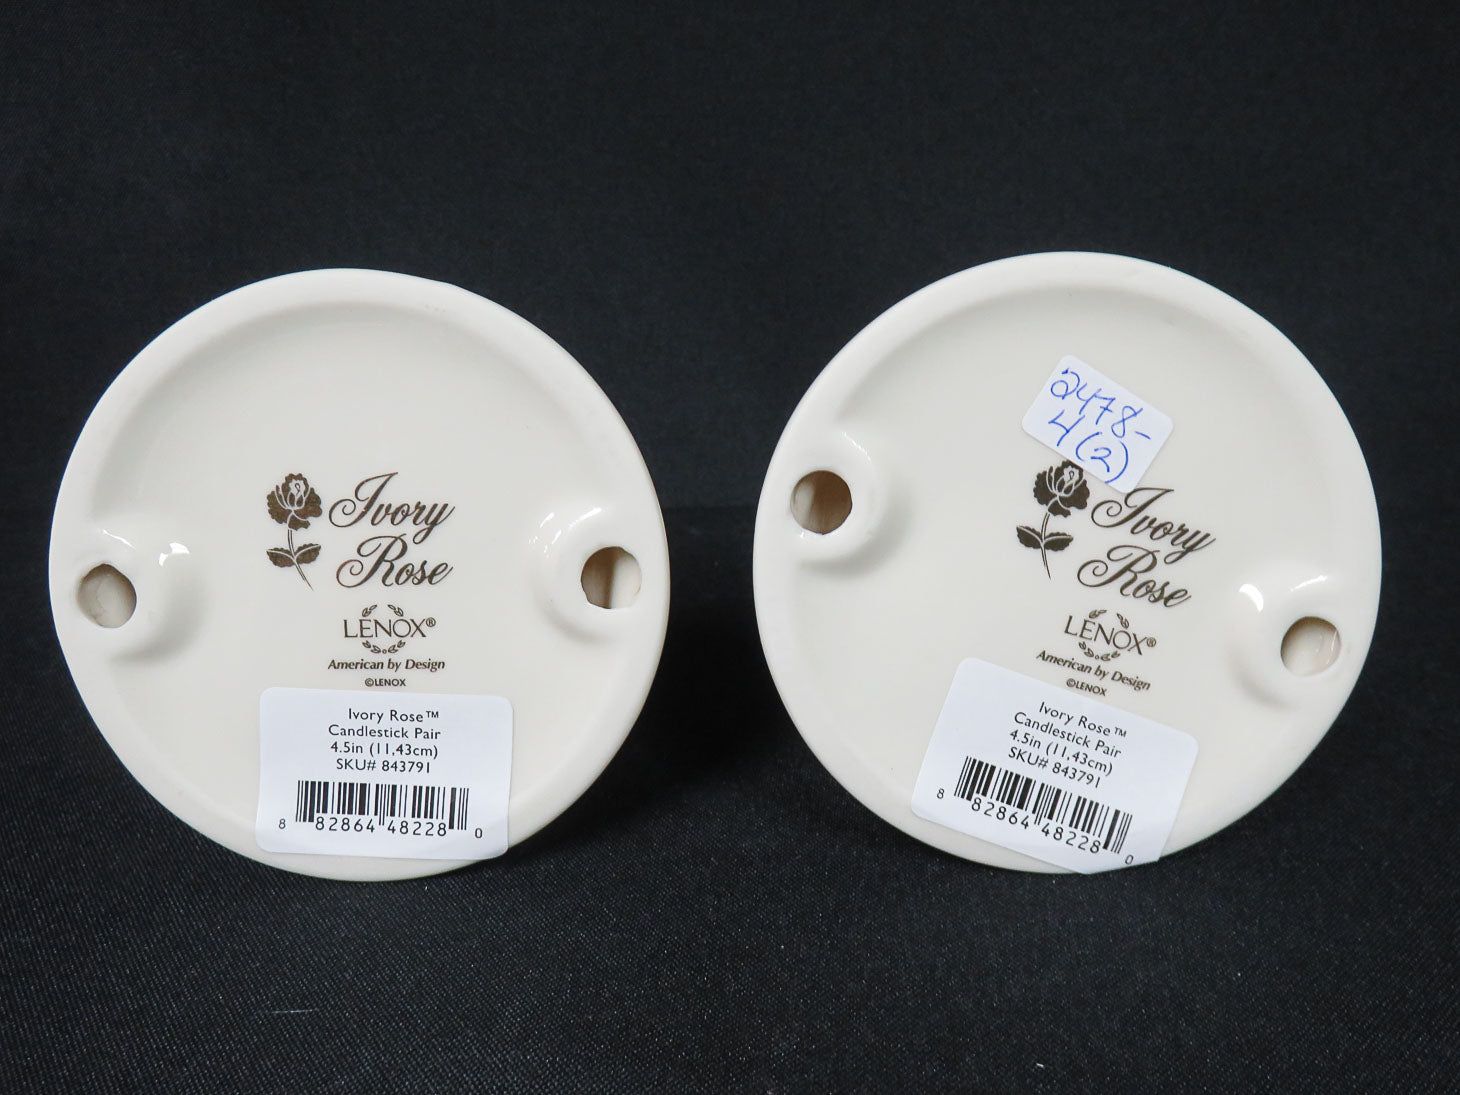 Ivory
Rose
LENOX®
American by Design
©LENOX
Ivory Rose™
Candlestick Pair
4.5in (11,43cm)
SKU# 843791
8 82864 48228 0
2478-
4(2)
Ivory
Rose
LENOX®
American by Design
©LENOX
Ivory Rose™
Candlestick Pair
4.5in (11,43cm)
SKU# 843791
8 82864 48228 0